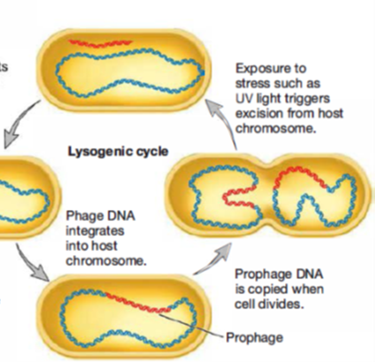 ts
Exposure to
stress such as
UV light triggers
excision from host
chromosome.
Lysogenic cycle
Phage DNA
integrates
into host
chromosome.
Prophage DNA
is copied when
cell divides.
Prophage